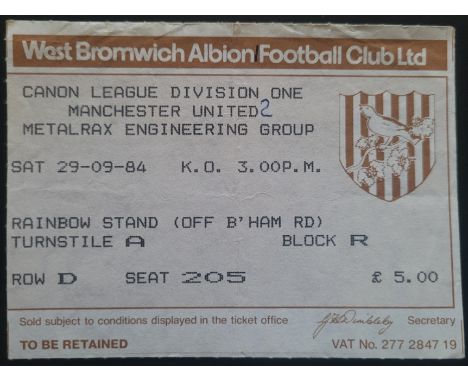 West Bromwich Albion Football Club Ltd
CANON LEAGUE DIVISION ONE
MANCHESTER UNITED 2
METALRAX ENGINEERING GROUP
SAT 29-09-84 K.O. 3.00P.M.
RAINBOW STAND (OFF B'HAM RD)
TURNSTILE A BLOCK R
ROW D SEAT 205 £ 5.00
Sold subject to conditions displayed in the ticket office Secretary
TO BE RETAINED VAT No. 277 2847 19